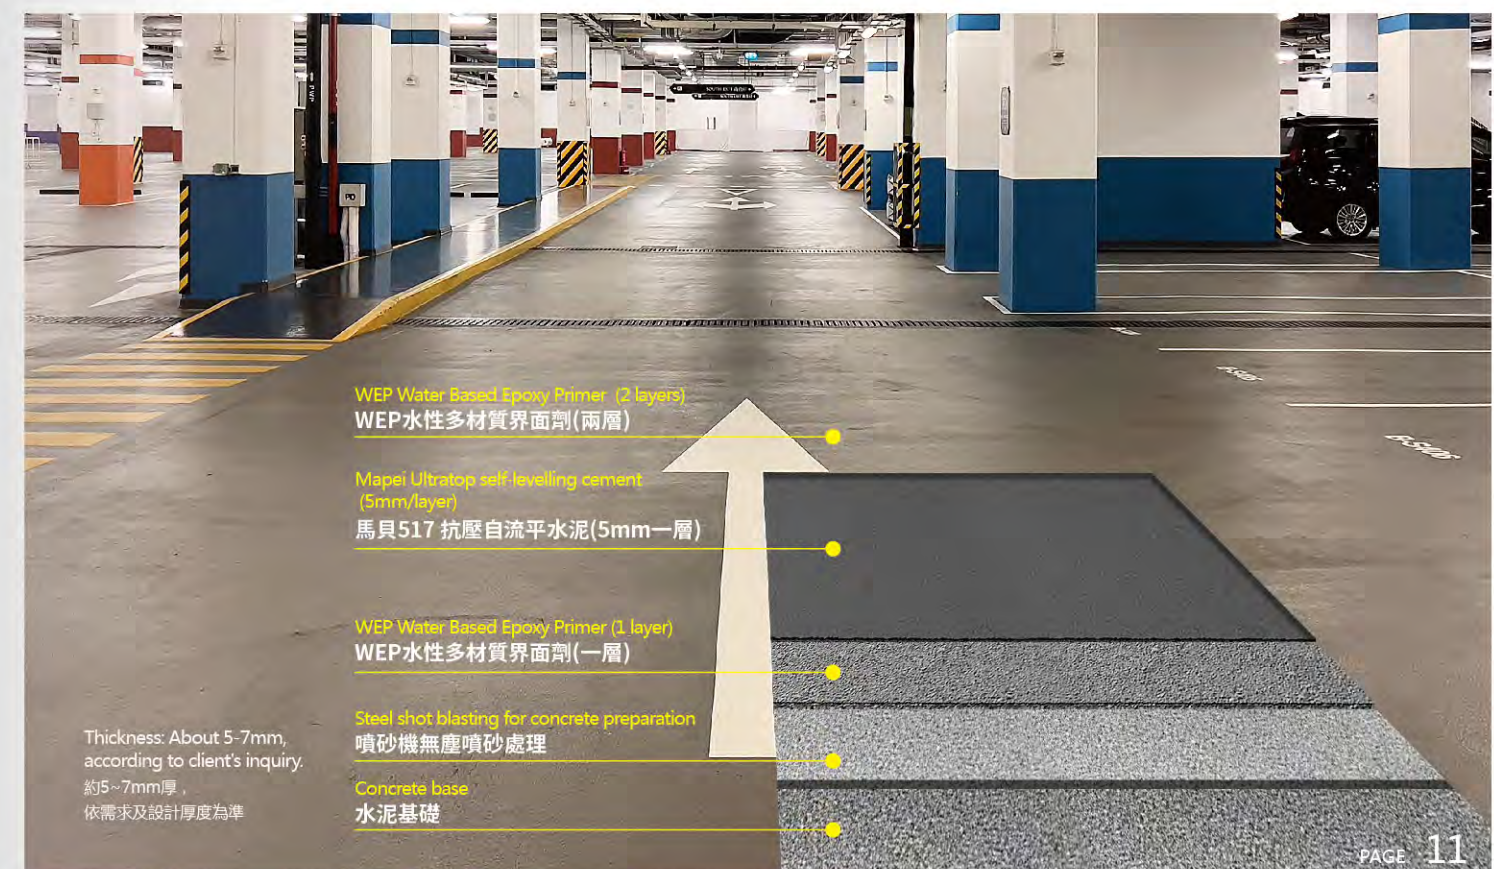 WEP Water Based Epoxy Primer (2 layers)
WEP水性多材質界面劑(兩層)
Mapei Ultratop self-levelling cement
(5mm/layer)
馬貝517 抗壓自流平水泥(5mm一層)
WEP Water Based Epoxy Primer (1 layer)
WEP水性多材質界面劑(一層)
Steel shot blasting for concrete preparation
噴砂機無塵噴砂處理
Concrete base
水泥基礎
Thickness: About 5-7mm,
according to client's inquiry.
約5~7mm厚，
依需求及設計厚度為準
PAGE 11